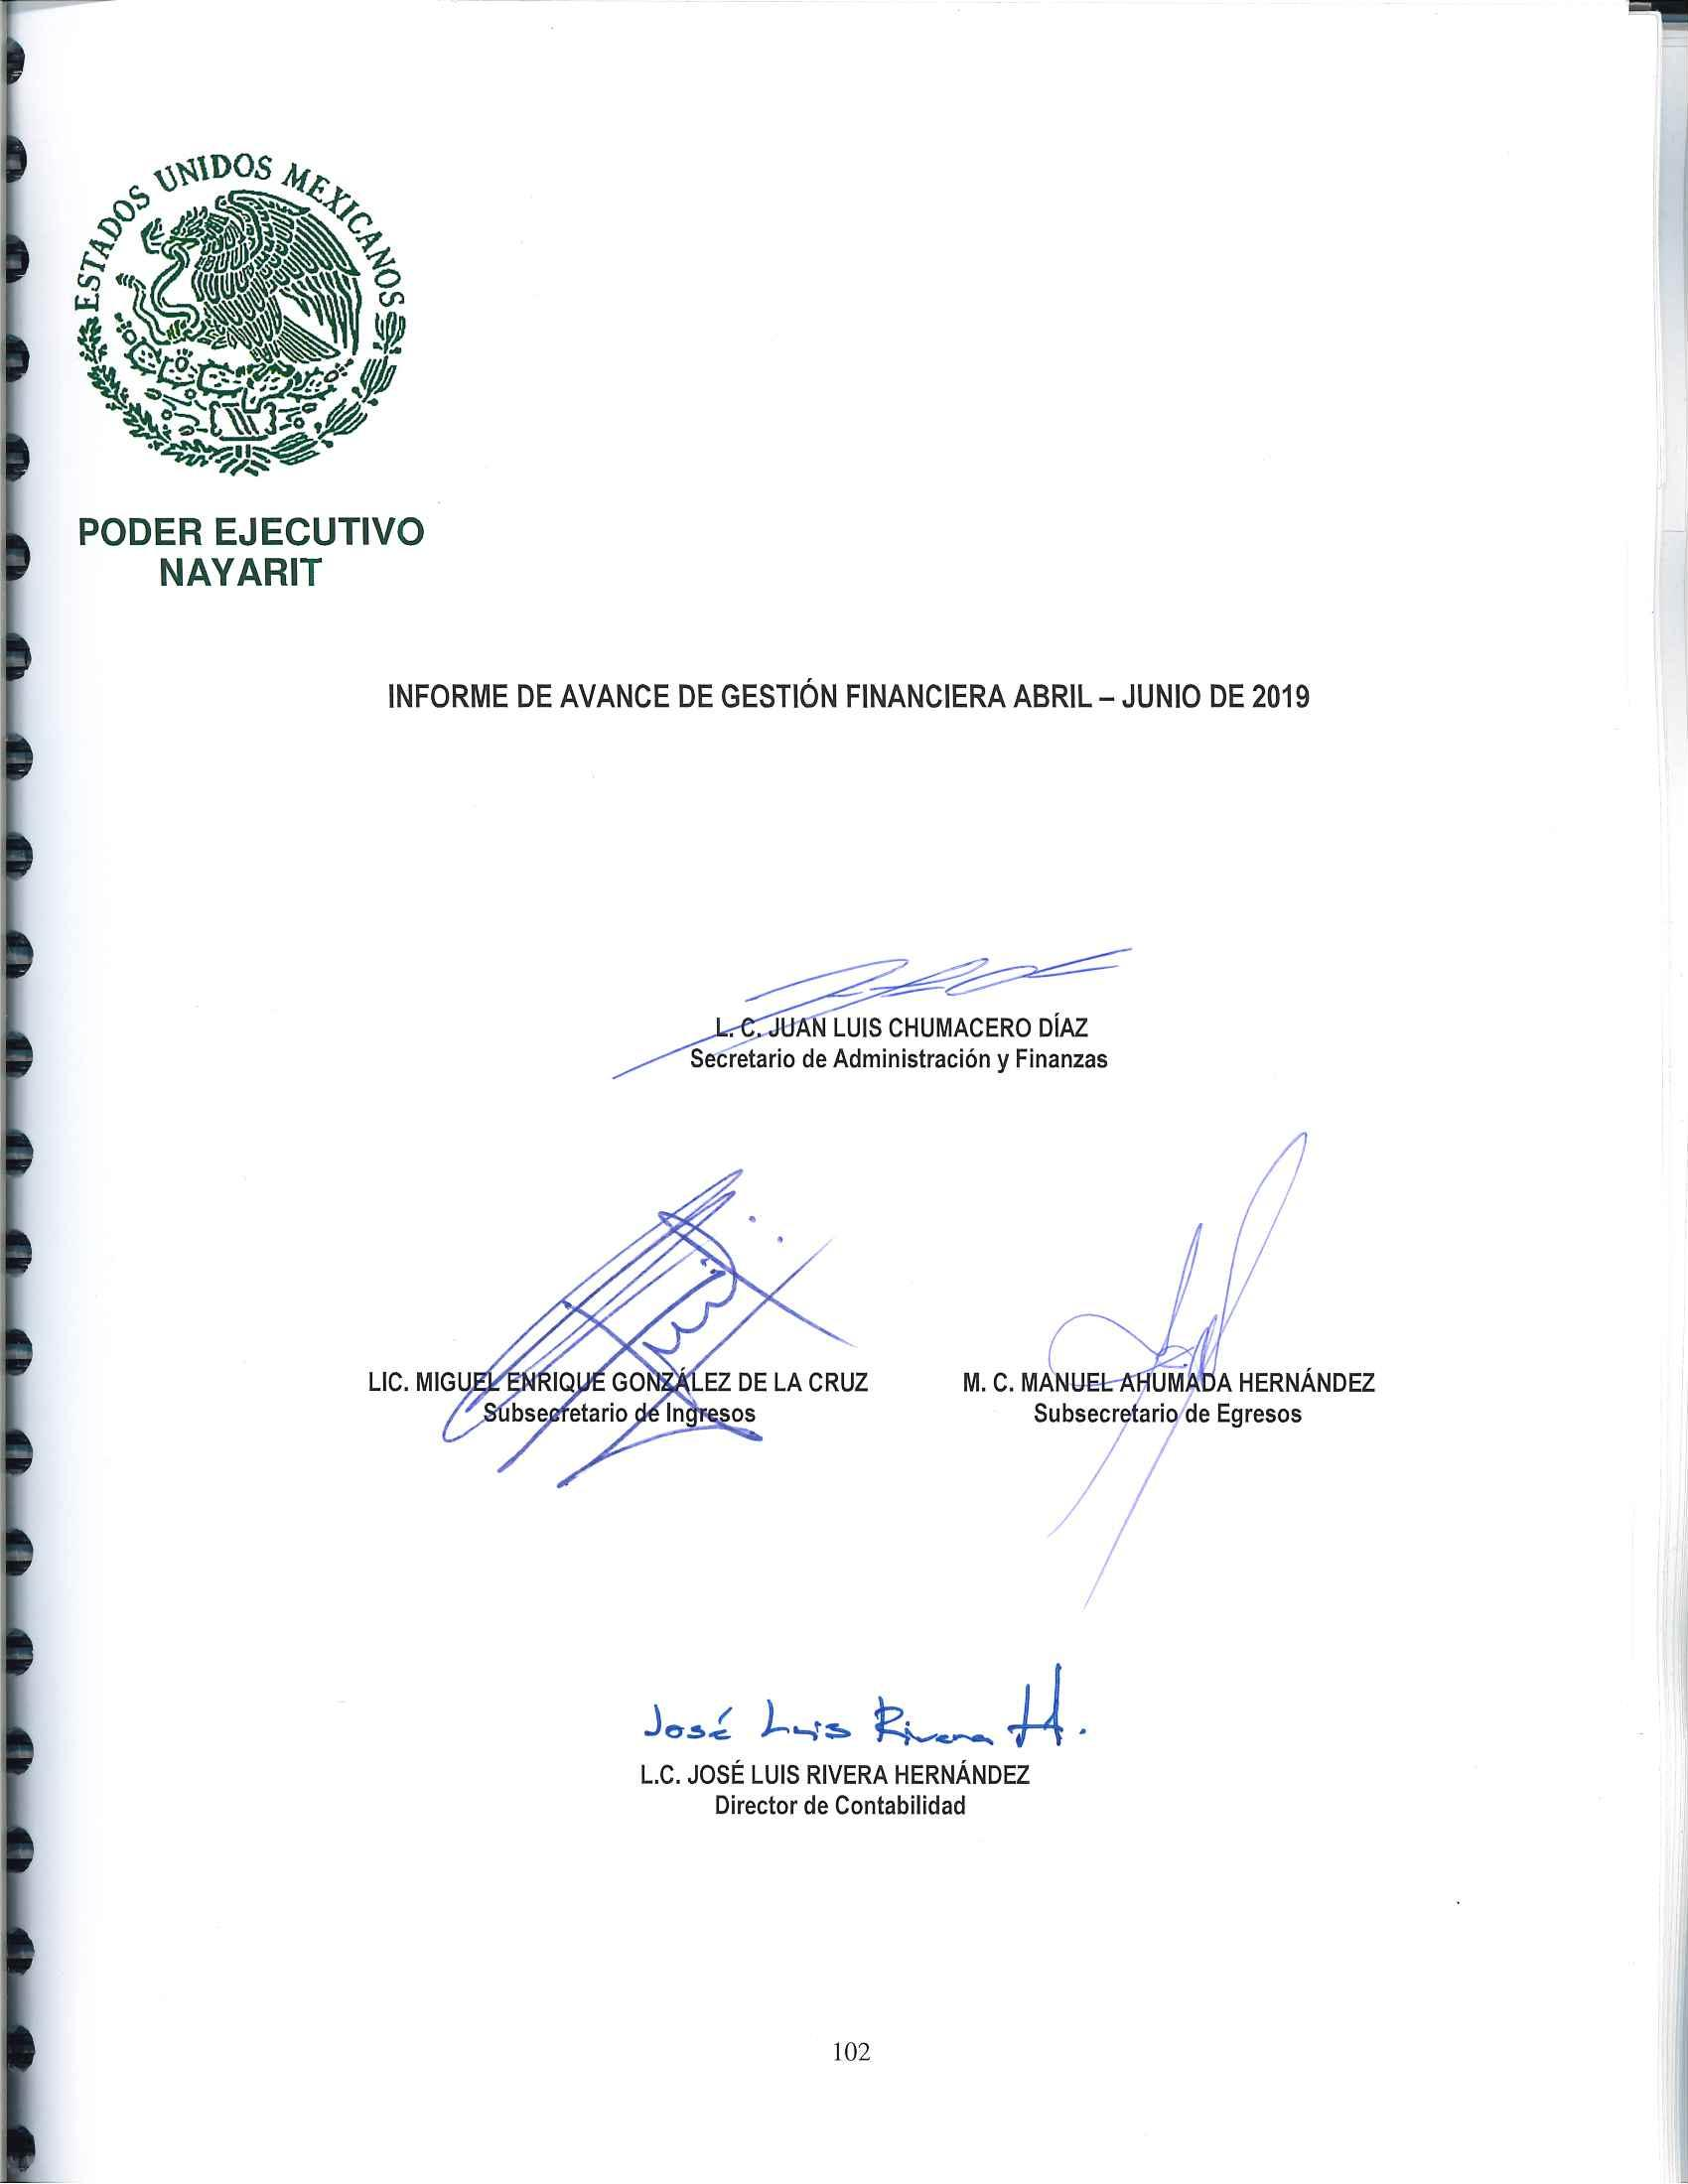 ESTADOS UNIDOS MEXICANOS
PODER EJECUTIVO
NAYARIT
INFORME DE AVANCE DE GESTIÓN FINANCIERA ABRIL – JUNIO DE 2019
L. C. JUAN LUIS CHUMACERO DÍAZ
Secretario de Administración y Finanzas
LIC. MIGUEL ENRIQUE GONZÁLEZ DE LA CRUZ
Subsecretario de Ingresos
M. C. MANUEL AHUMADA HERNÁNDEZ
Subsecretario de Egresos
José Luis Rivera H.
L.C. JOSÉ LUIS RIVERA HERNÁNDEZ
Director de Contabilidad
102